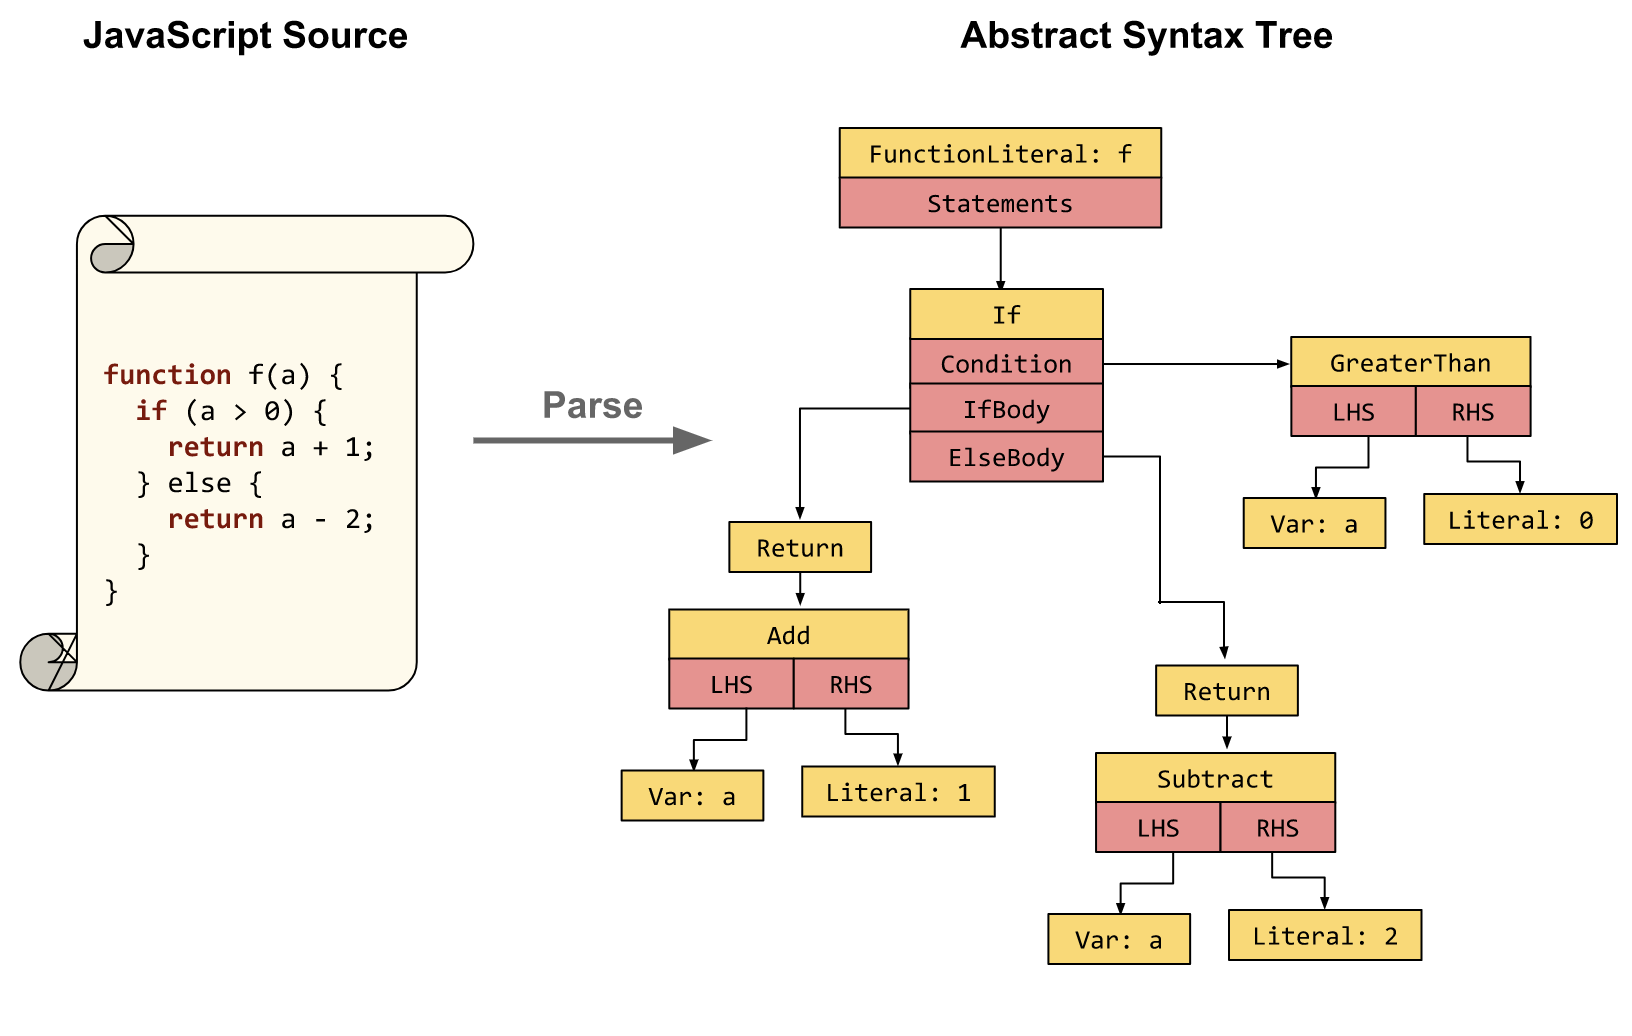 JavaScript Source
Abstract Syntax Tree
function f(a) {
  if (a > 0) {
    return a + 1;
  } else {
    return a - 2;
  }
}
Parse
FunctionLiteral: f
Statements
If
Condition
IfBody
ElseBody
GreaterThan
LHS RHS
Var: a
Literal: 0
Return
Add
LHS RHS
Var: a
Literal: 1
Return
Subtract
LHS RHS
Var: a
Literal: 2